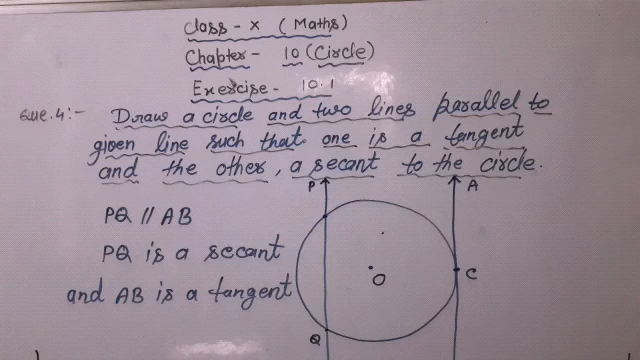 Class - X (Maths)
Chapter - 10 (Circle)
Exercise - 10.1
Que. 4:- Draw a circle and two lines parallel to
given line such that one is a tangent
and the other, a secant to the circle.
P A
PQ // AB
PQ is a secant
and AB is a tangent
O C
Q